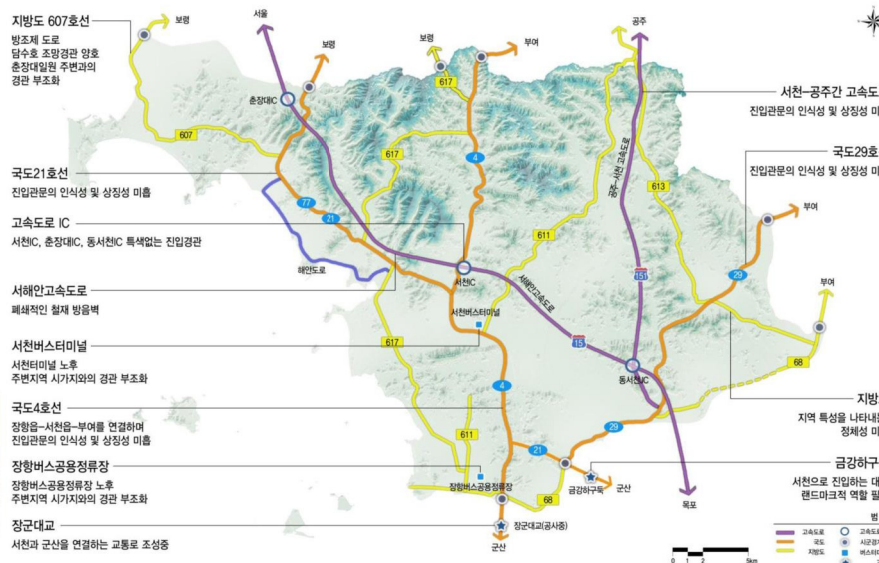 지방도 607호선
방조제 도로
담수호 조망경관 양호
춘장대일원 주변과의
경관 부조화
국도21호선
진입관문의 인식성 및 상징성 미흡
고속도로 IC
서천IC, 춘장대IC, 동서천IC 특색없는 진입경관
서해안고속도로
폐쇄적인 철재 방음벽
서천버스터미널
서천터미널 노후
주변지역 시가지와의 경관 부조화
국도4호선
장항읍–서천읍–부여를 연결하며
진입관문의 인식성 및 상징성 미흡
장항버스공용정류장
장항버스공용정류장 노후
주변지역 시가지와의 경관 부조화
장군대교
서천과 군산을 연결하는 교통로 조성중
보령
서울
보령
보령
부여
공주
춘장대IC
607
617
617
4
77
21
해안도로
서천IC
서천버스터미널
611
공주–서천 고속도로
613
151
29
부여
부여
서해안고속도로
15
동서천IC
68
617
4
611
21
29
68
장항버스공용정류장
장군대교(공사중)
군산
금강하구둑
군산
목포
서천–공주간 고속도
진입관문의 인식성 및 상징성 미
국도29호
진입관문의 인식성 및 상징성 미
지방
지역 특성을 나타내는
정체성 미
금강하구
서천으로 진입하는 대
랜드마크적 역할 필
범
고속도로
국도
지방도
고속도로
시군경
버스터미
0 1 2 5km